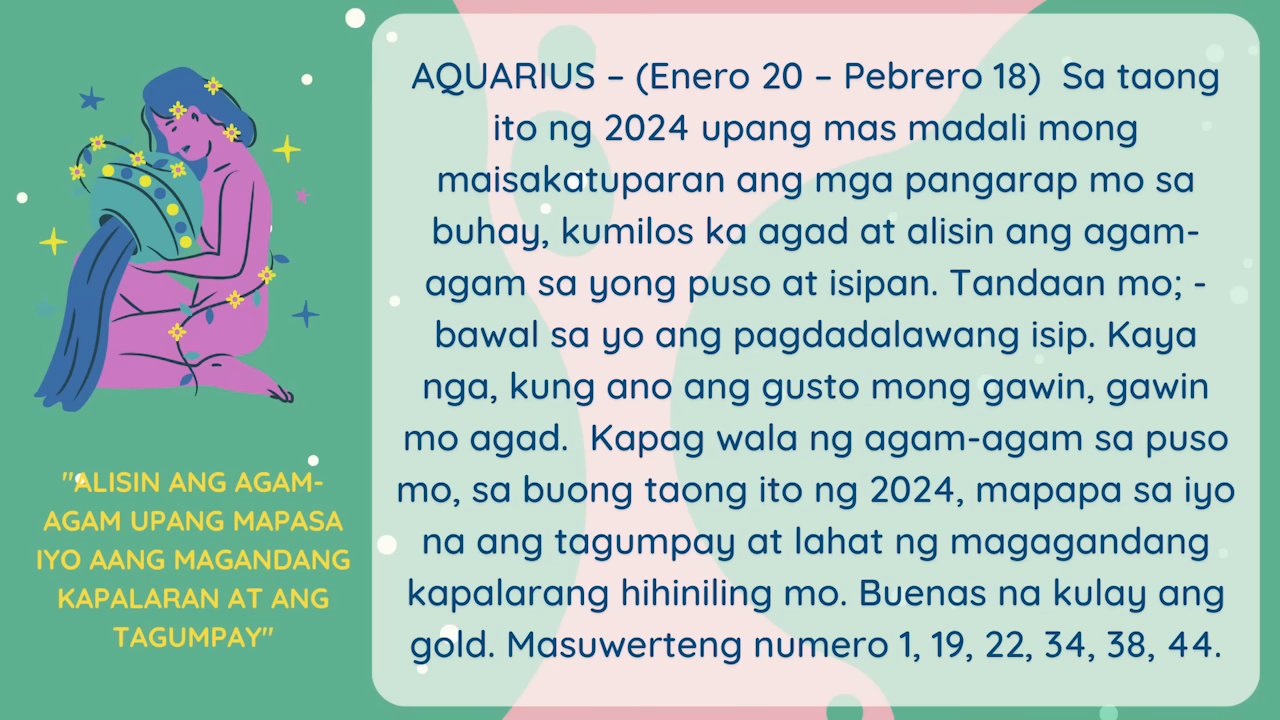 AQUARIUS – (Enero 20 – Pebrero 18)  Sa taong
ito ng 2024 upang mas madali mong
maisakatuparan ang mga pangarap mo sa
buhay, kumilos ka agad at alisin ang agam-
agam sa yong puso at isipan. Tandaan mo; -
bawal sa yo ang pagdadalawang isip. Kaya
nga, kung ano ang gusto mong gawin, gawin
mo agad.  Kapag wala ng agam-agam sa puso
mo, sa buong taong ito ng 2024, mapapa sa iyo
na ang tagumpay at lahat ng magagandang
kapalarang hihiniling mo. Buenas na kulay ang
gold. Masuwerteng numero 1, 19, 22, 34, 38, 44.
"ALISIN ANG AGAM-
AGAM UPANG MAPASA
IYO AANG MAGANDANG
KAPALARAN AT ANG
TAGUMPAY"